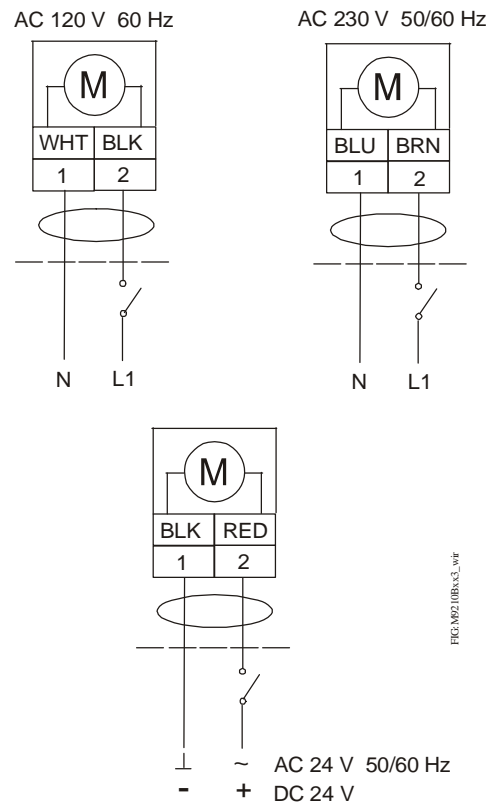 AC 120 V 60 Hz
M
WHT BLK
1 2
N L1
AC 230 V 50/60 Hz
M
BLU BRN
1 2
N L1
M
BLK RED
1 2
⊥ ~ AC 24 V 50/60 Hz
- + DC 24 V
FIG:M9210Bxx3_wir